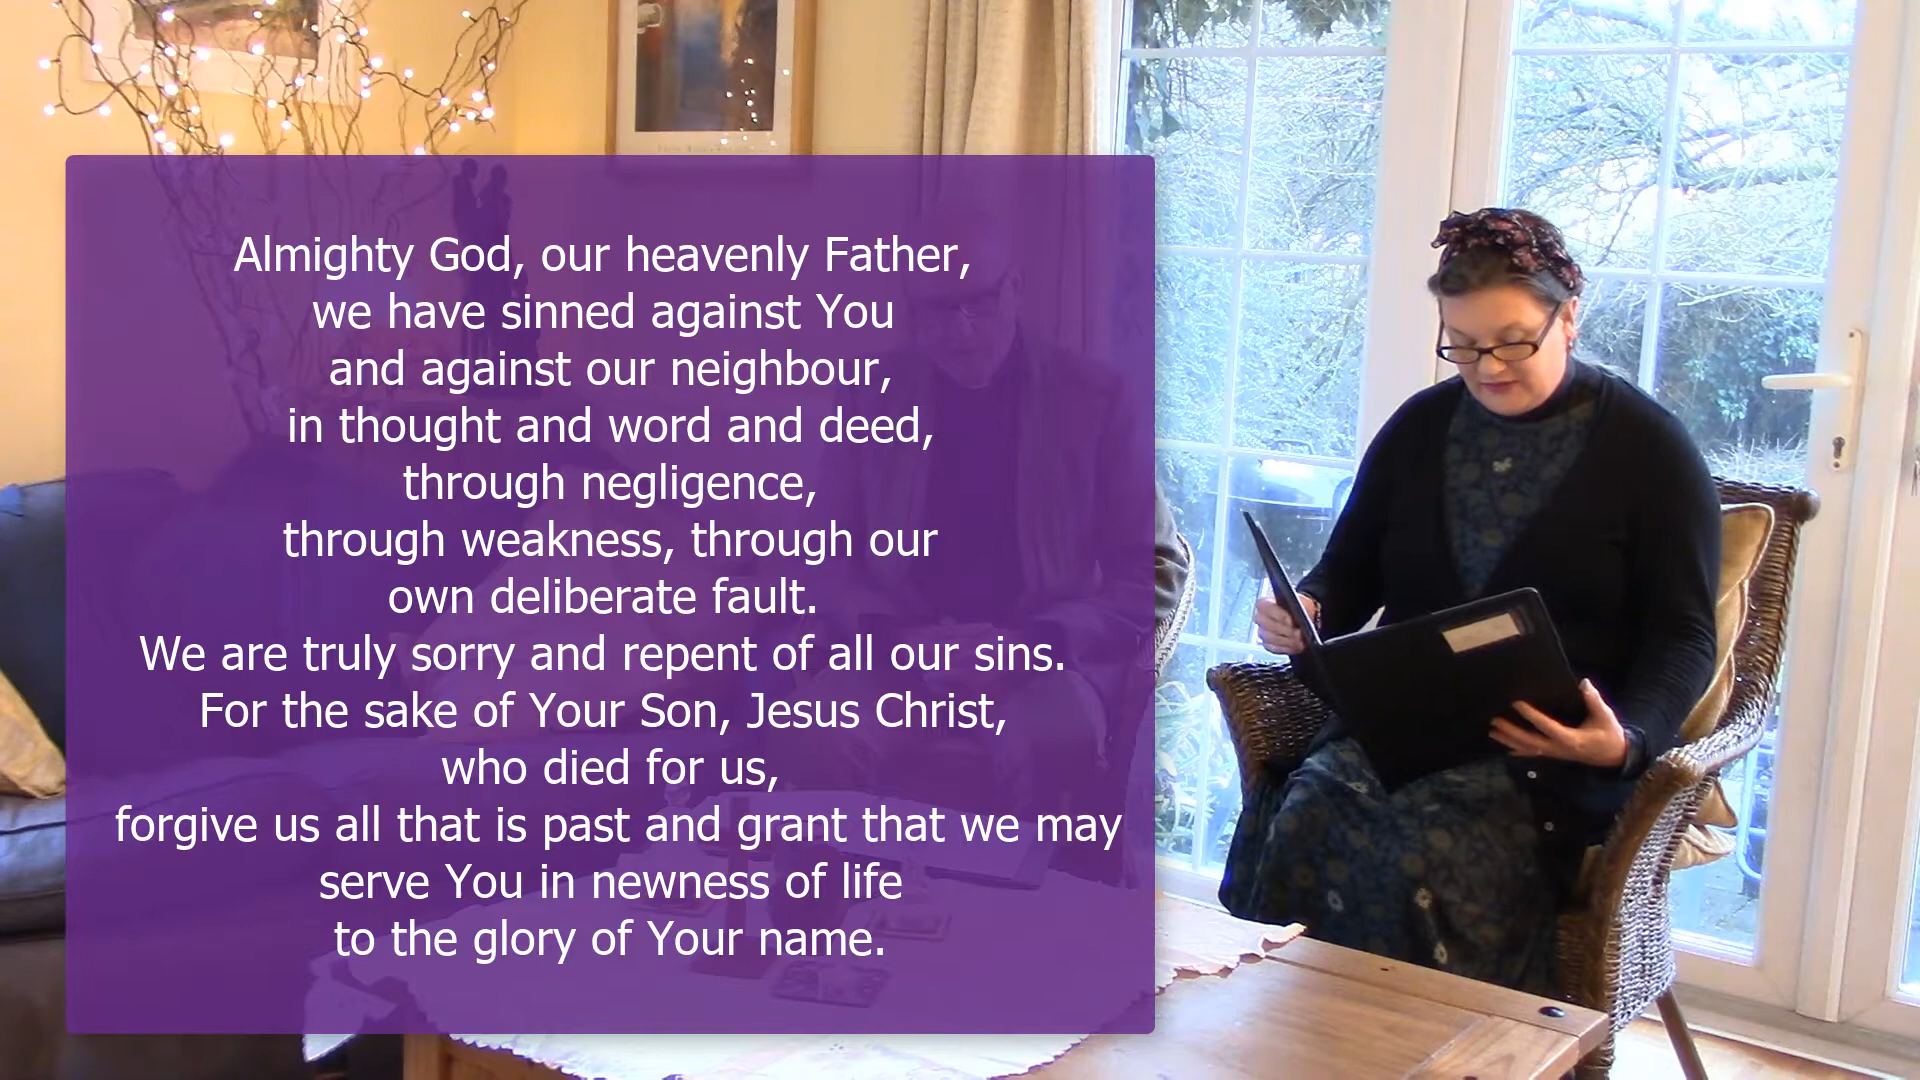 Almighty God, our heavenly Father,
we have sinned against You
and against our neighbour,
in thought and word and deed,
through negligence,
through weakness, through our
own deliberate fault.
We are truly sorry and repent of all our sins.
For the sake of Your Son, Jesus Christ,
who died for us,
forgive us all that is past and grant that we may
serve You in newness of life
to the glory of Your name.